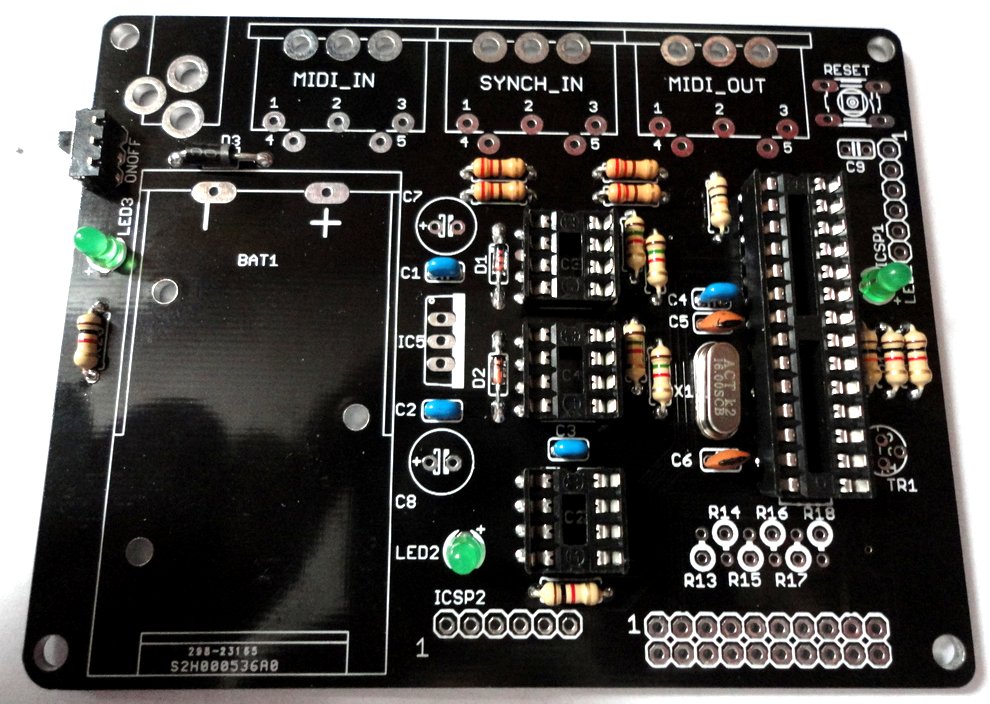 MIDI_IN
SYNCH_IN
MIDI_OUT
RESET
1
2
3
4
5
1
2
3
4
5
1
2
3
4
5
1
C9
ONOFF
D3
LED3
+
C7
+
ICSP1
BAT1
- +
C1
D1
C4
C5
+
IC5
D2
C4
X1
ACT k2
16.00SCB
C2
C3
C6
TR1
+
C8
C2
R14 R16 R18
LED2
+
R13 R15 R17
ICSP2
1
1
298-23165
S2H000536A0